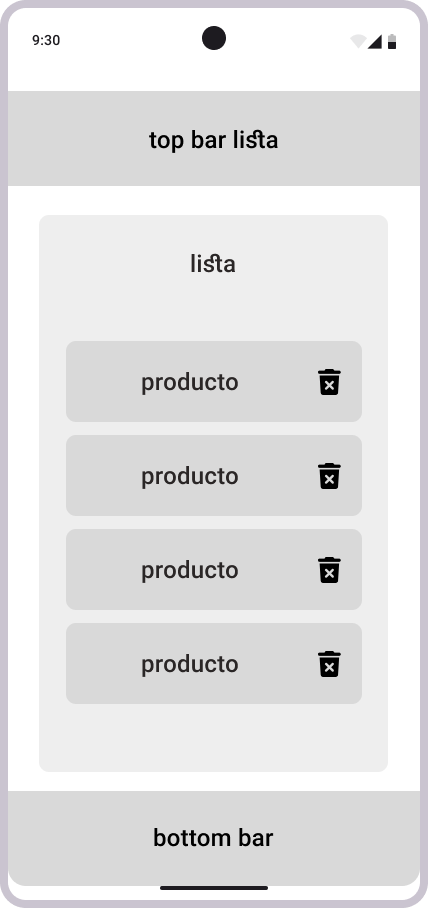 9:30
top bar lista
lista
producto
producto
producto
producto
bottom bar